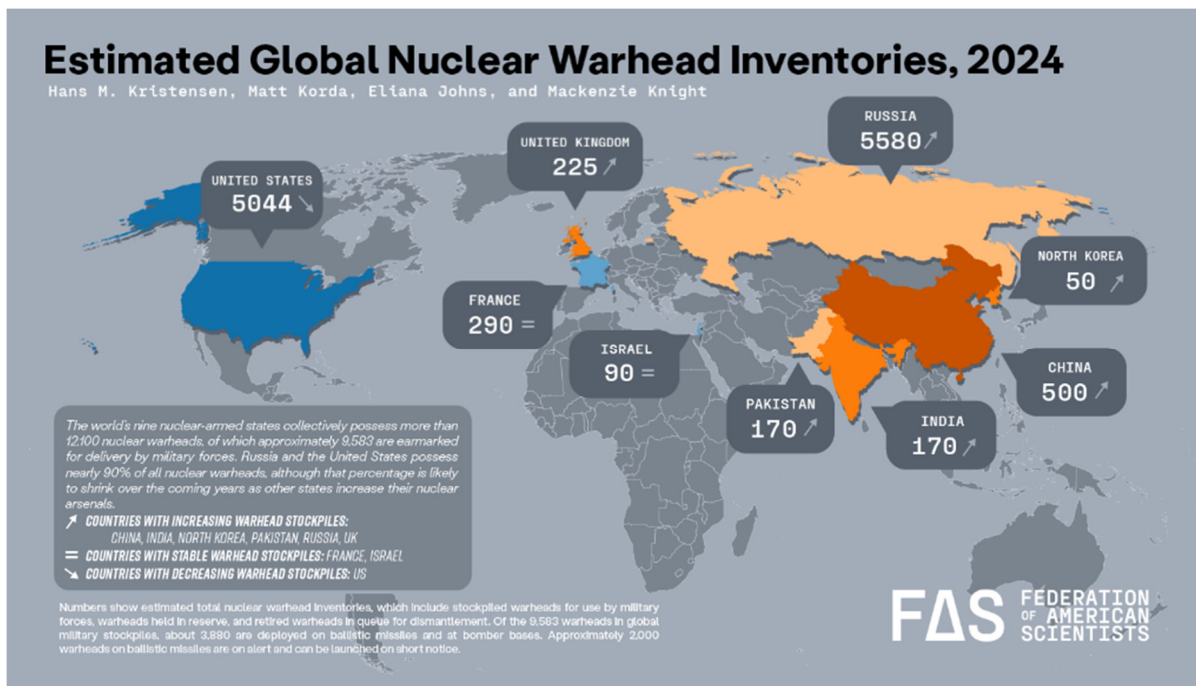 Estimated Global Nuclear Warhead Inventories, 2024
Hans M. Kristensen, Matt Korda, Eliana Johns, and Mackenzie Knight
RUSSIA
5580 ↗
UNITED KINGDOM
225 ↗
UNITED STATES
5044 ↘
NORTH KOREA
50 ↗
FRANCE
290 =
ISRAEL
90 =
CHINA
500 ↗
PAKISTAN
170 ↗
INDIA
170 ↗
The world's nine nuclear-armed states collectively possess more than
12,100 nuclear warheads, of which approximately 9,583 are earmarked
for delivery by military forces. Russia and the United States possess
nearly 90% of all nuclear warheads, although that percentage is likely
to shrink over the coming years as other states increase their nuclear
arsenals.
↗ COUNTRIES WITH INCREASING WARHEAD STOCKPILES:
CHINA, INDIA, NORTH KOREA, PAKISTAN, RUSSIA, UK
= COUNTRIES WITH STABLE WARHEAD STOCKPILES: FRANCE, ISRAEL
↘ COUNTRIES WITH DECREASING WARHEAD STOCKPILES: US
Numbers show estimated total nuclear warhead inventories, which include stockpiled warheads for use by military
forces, warheads held in reserve, and retired warheads in queue for dismantlement. Of the 9,583 warheads in global
military stockpiles, about 3,880 are deployed on ballistic missiles and at bomber bases. Approximately 2,000
warheads on ballistic missiles are on alert and can be launched on short notice.
FAS
FEDERATION
OF AMERICAN
SCIENTISTS